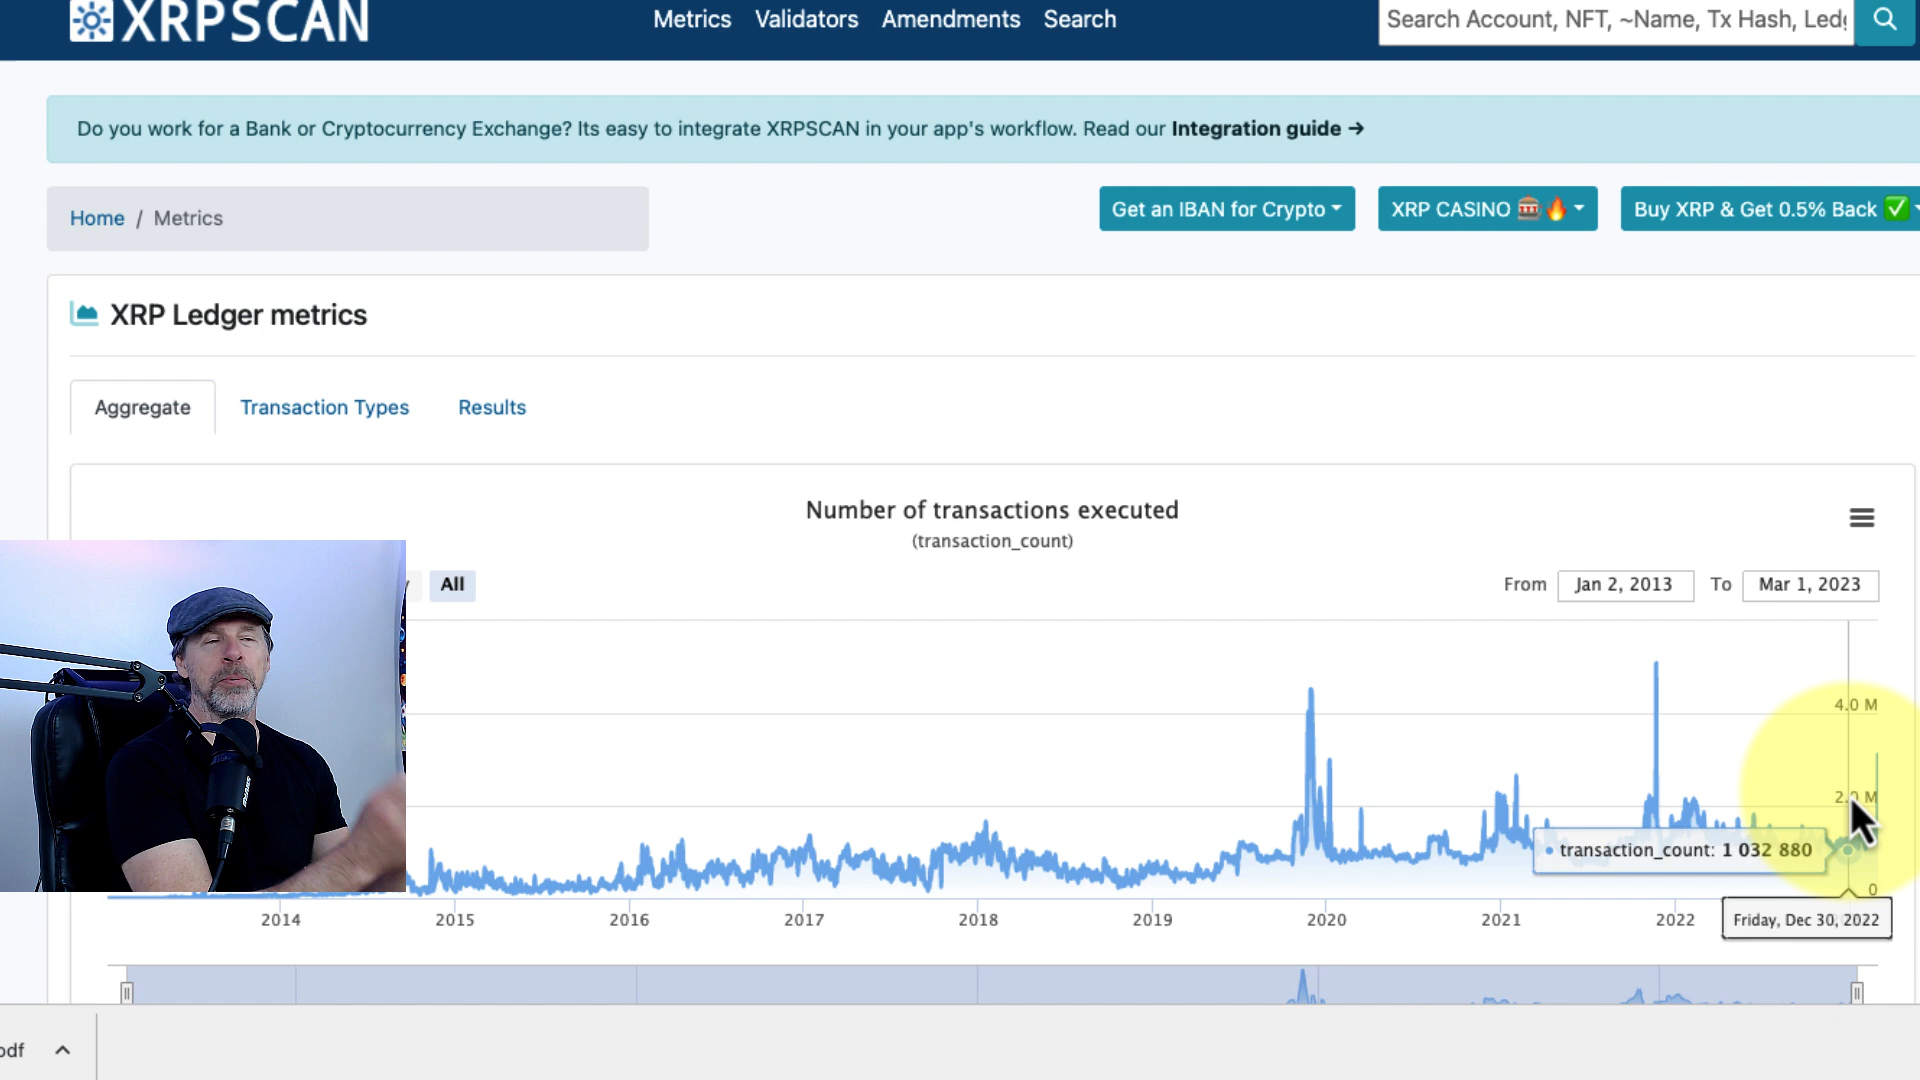 XRPSCAN
Metrics Validators Amendments Search
Search Account, NFT, ~Name, Tx Hash, Led
Do you work for a Bank or Cryptocurrency Exchange? Its easy to integrate XRPSCAN in your app's workflow. Read our Integration guide →
Home / Metrics
Get an IBAN for Crypto
XRP CASINO 🎰🔥
Buy XRP & Get 0.5% Back ✅
XRP Ledger metrics
Aggregate Transaction Types Results
Number of transactions executed
(transaction_count)
All
From Jan 2, 2013 To Mar 1, 2023
4.0 M
2.0 M
transaction_count: 1 032 880
0
2014 2015 2016 2017 2018 2019 2020 2021 2022
Friday, Dec 30, 2022
pdf